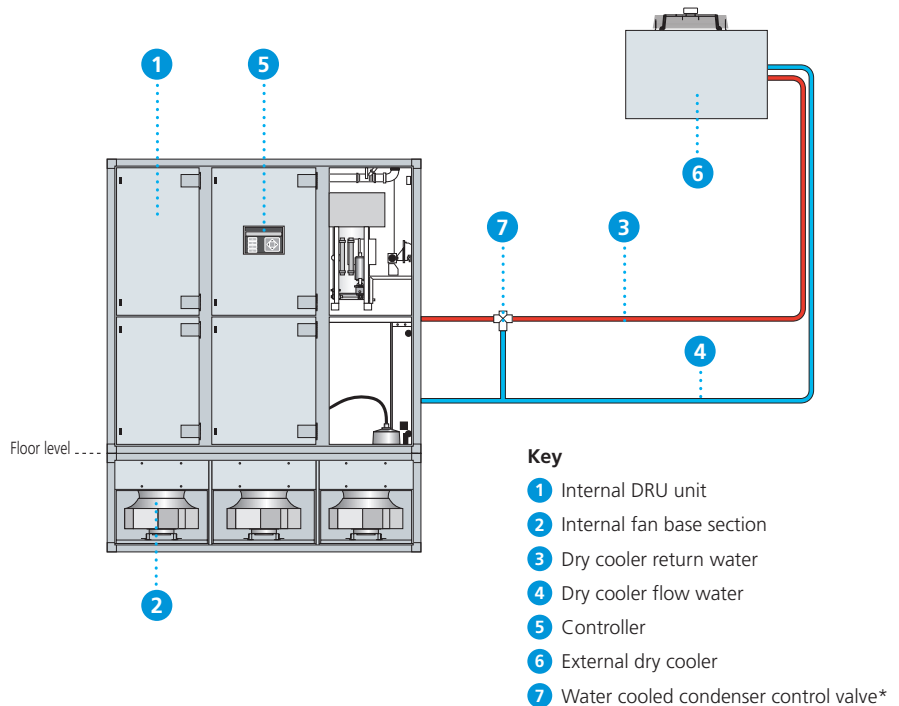 1
5
6
7
3
4
Floor level
2
Key
1 Internal DRU unit
2 Internal fan base section
3 Dry cooler return water
4 Dry cooler flow water
5 Controller
6 External dry cooler
7 Water cooled condenser control valve*